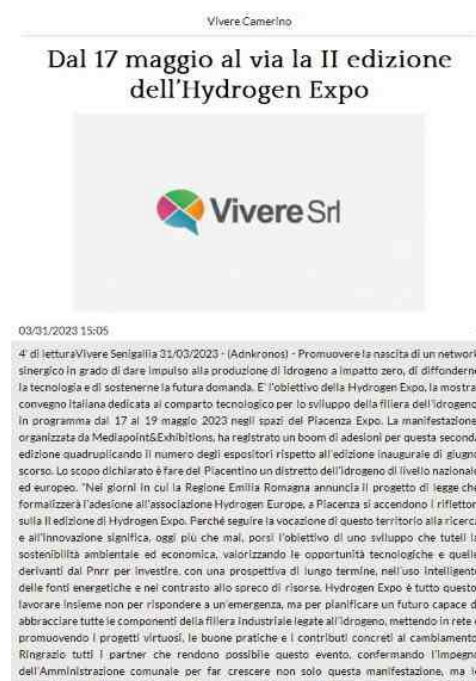 Vivere Camerino
Dal 17 maggio al via la II edizione
dell'Hydrogen Expo
Vivere Srl
03/31/2023 15:05
4' di letturaVivere Senigallia 31/03/2023 - (Adnkronos) - Promuovere la nascita di un network
sinergico in grado di dare impulso alla produzione di idrogeno a impatto zero, di diffonderne
la tecnologia e di sostenerne la futura domanda. E' l'obiettivo della Hydrogen Expo, la mostra
convegno italiana dedicata al comparto tecnologico per lo sviluppo della filiera dell'idrogeno
in programma dal 17 al 19 maggio 2023 negli spazi del Piacenza Expo. La manifestazione,
organizzata da Mediapoint&Exhibitions, ha registrato un boom di adesioni per questa seconda
edizione quadruplicando il numero degli espositori rispetto all'edizione inaugurale di giugno
scorso. Lo scopo dichiarato è fare del Piacentino un distretto dell'idrogeno di livello nazionale
ed europeo. "Nei giorni in cui la Regione Emilia Romagna annuncia il progetto di legge che
formalizzerà l'adesione all'associazione Hydrogen Europe, a Piacenza si accendono i riflettor
sulla II edizione di Hydrogen Expo. Perché seguire la vocazione di questo territorio alla ricerca
e all'innovazione significa, oggi più che mai, porsi l'obiettivo di uno sviluppo che tuteli la
sostenibilità ambientale ed economica, valorizzando le opportunità tecnologiche e quelle
derivanti dal Pnrr per investire, con una prospettiva di lungo termine, nell'uso intelligente
delle fonti energetiche e nel contrasto allo spreco di risorse. Hydrogen Expo è tutto questo:
lavorare insieme non per rispondere a un'emergenza, ma per planificare un futuro capace d
abbracciare tutte le componenti della filiera industriale legate all'idrogeno, mettendo in rete e
promuovendo i progetti virtuosi, le buone pratiche e i contributi concreti al cambiamento.
Ringrazio tutti i partner che rendono possibile questo evento, confermando l'impegno
dell'Amministrazione comunale per far crescere non solo questa manifestazione, ma le